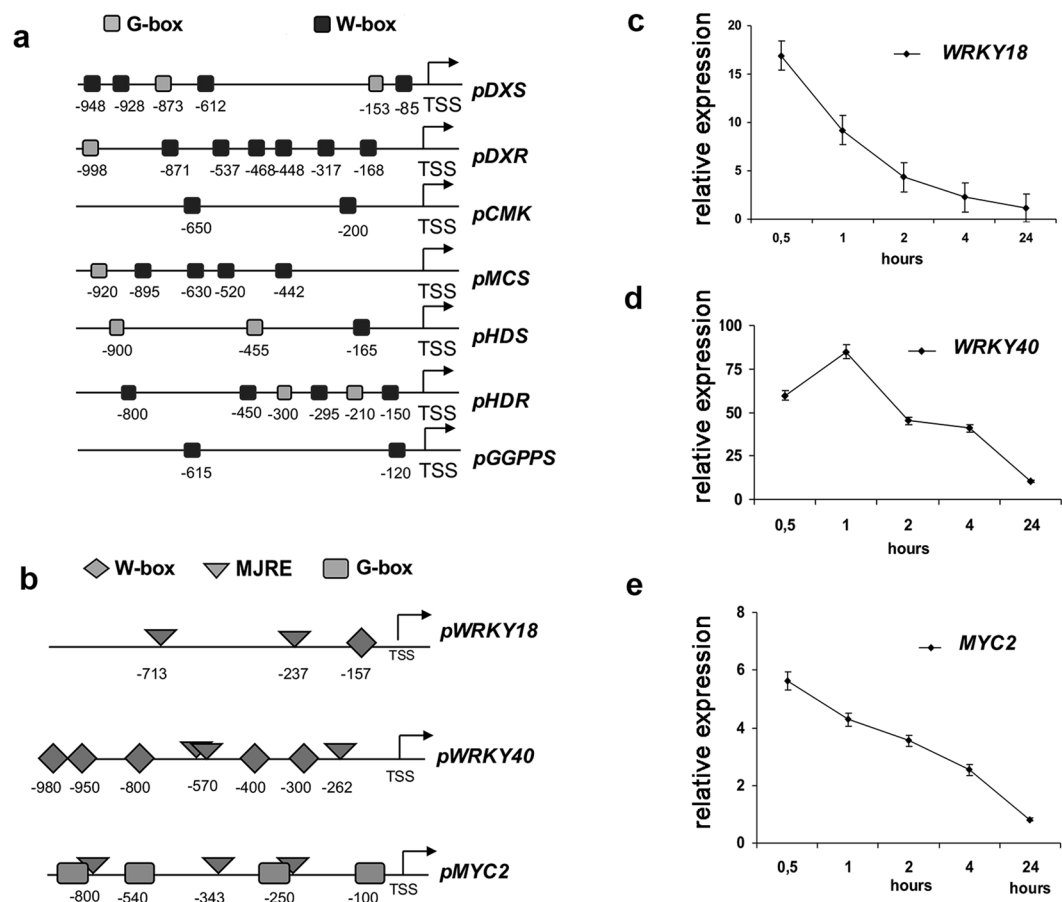 a
G-box W-box
-948 -928 -873 -612 -153 -85 TSS pDXS
-998 -871 -537 -468 -448 -317 -168 TSS pDXR
-650 -200 TSS pCMK
-920 -895 -630 -520 -442 TSS pMCS
-900 -455 -165 TSS pHDS
-800 -450 -300 -295 -210 -150 TSS pHDR
-615 -120 TSS pGGPPS
b
W-box MJRE G-box
-713 -237 -157 TSS pWRKY18
-980 -950 -800 -570 -400 -300 -262 TSS pWRKY40
-800 -540 -343 -250 -100 TSS pMYC2
c
relative expression
20
15
10
5
0
WRKY18
0,5 1 2 4 24
hours
d
relative expression
100
75
50
25
0
WRKY40
0,5 1 2 4 24
hours
e
relative expression
8
6
4
2
0
MYC2
0,5 1 2 4 24
hours hours